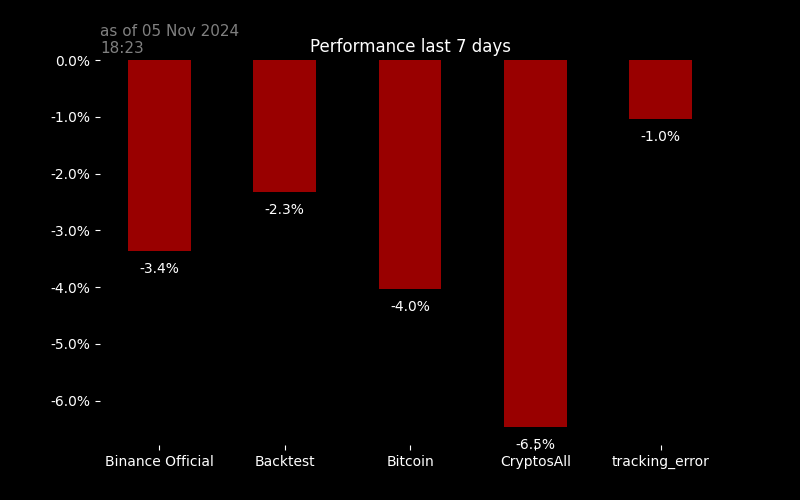 as of 05 Nov 2024
18:23
Performance last 7 days
0.0%
-1.0%
-2.0%
-3.0%
-4.0%
-5.0%
-6.0%
-3.4%
-2.3%
-4.0%
-6.5%
-1.0%
Binance Official
Backtest
Bitcoin
CryptosAll
tracking_error